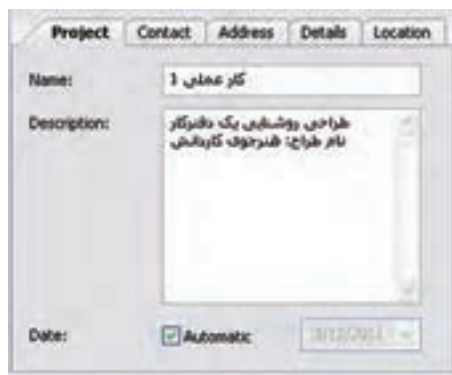 Project Contact Address Details Location
Name: کار عملی 1
Description: طراحی روشنایی یک دفترکار
نام طراح: هنرجوی کاردانش
Date: Automatic